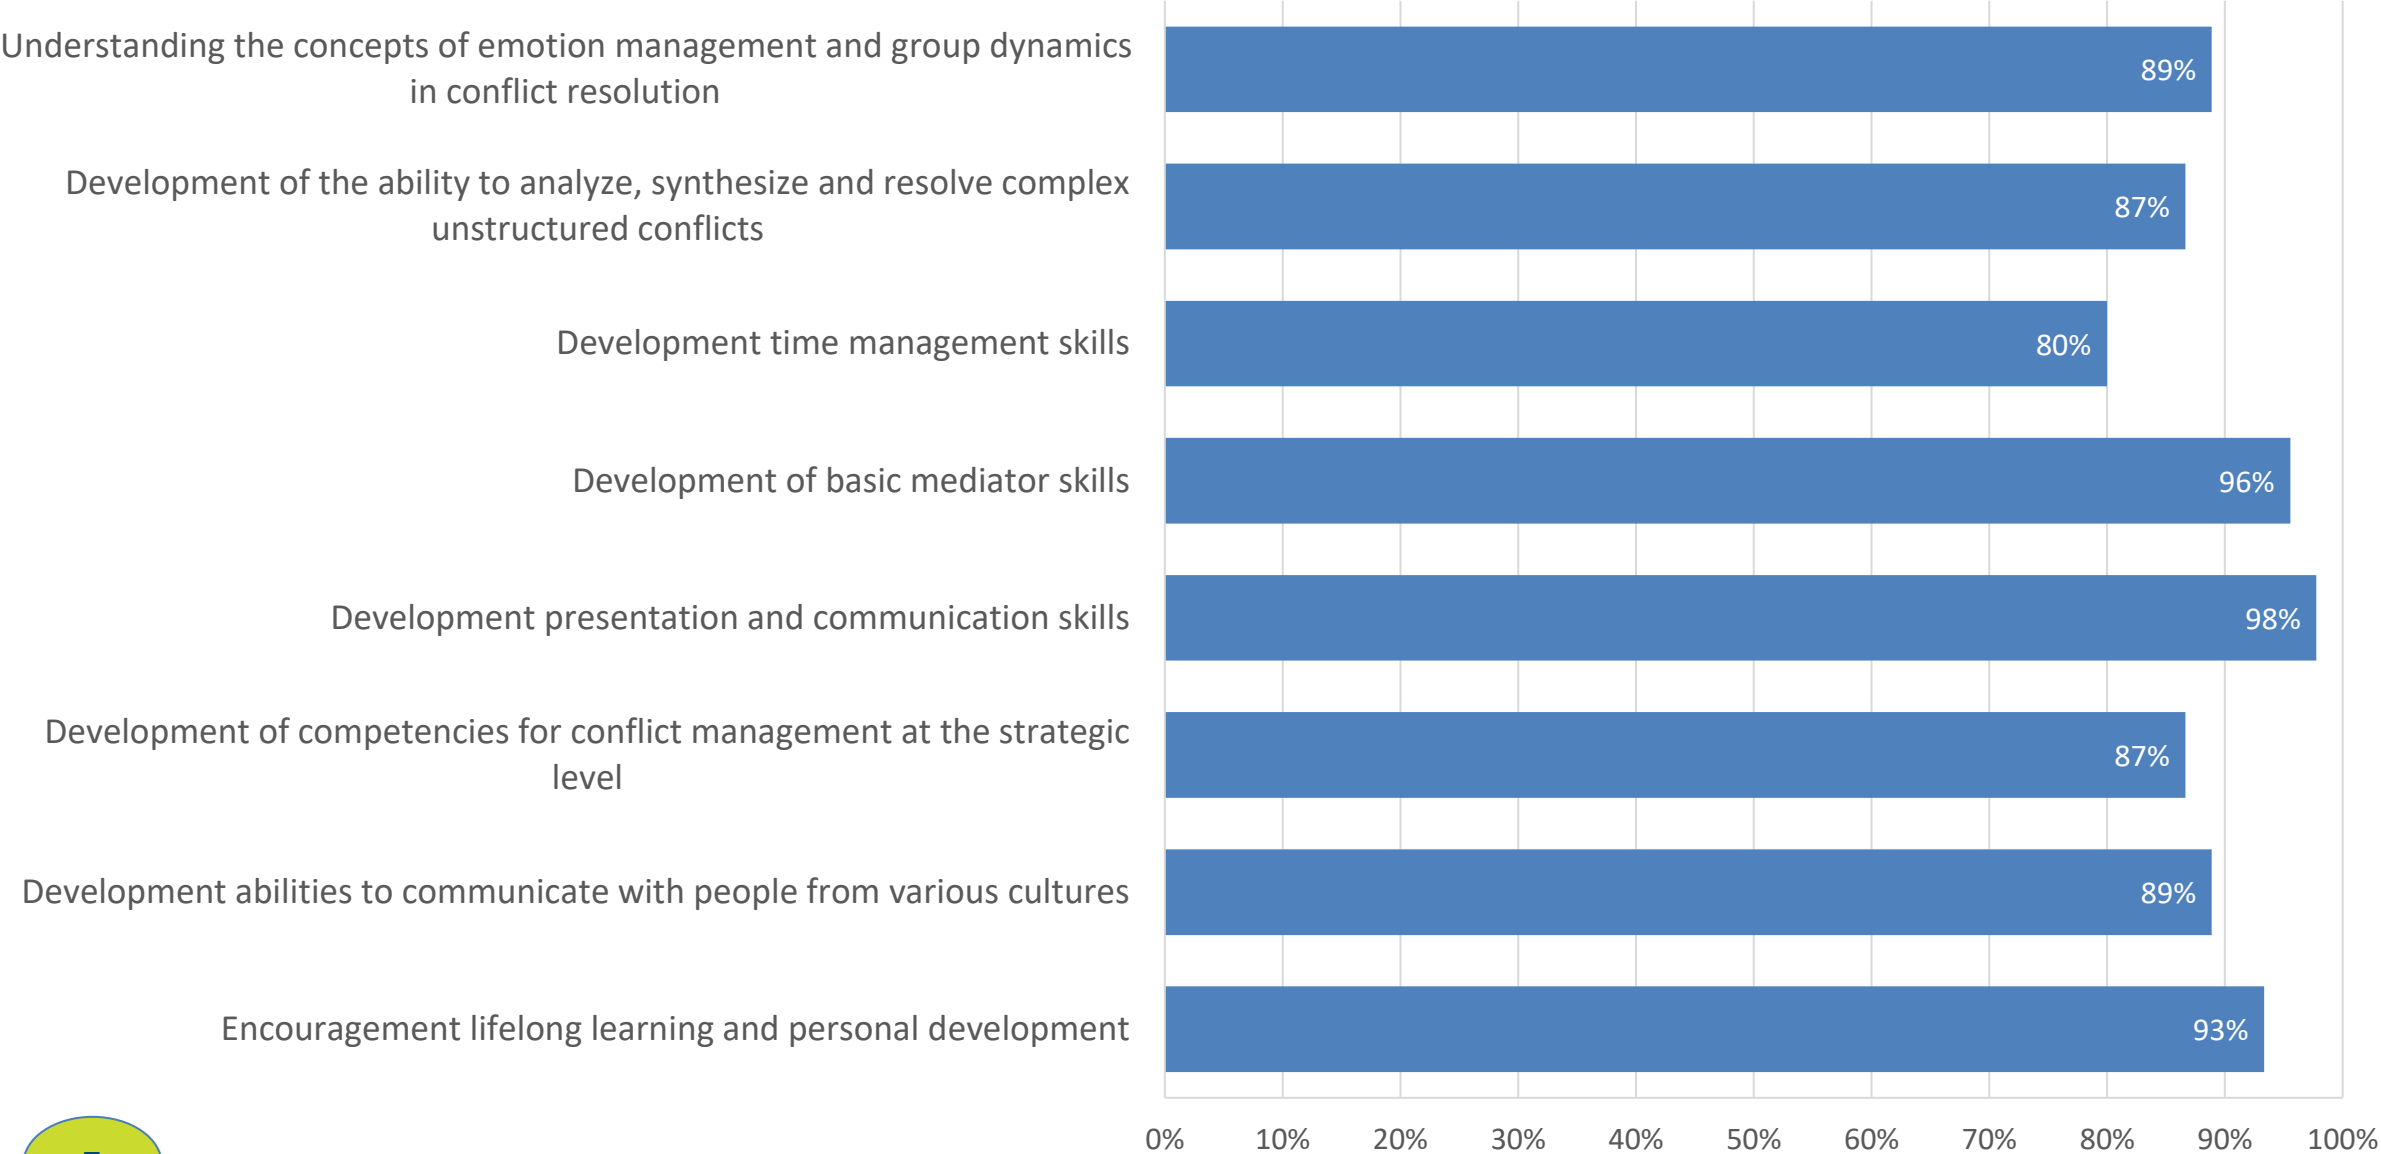 Understanding the concepts of emotion management and group dynamics
in conflict resolution
89%
Development of the ability to analyze, synthesize and resolve complex
unstructured conflicts
87%
Development time management skills
80%
Development of basic mediator skills
96%
Development presentation and communication skills
98%
Development of competencies for conflict management at the strategic
level
87%
Development abilities to communicate with people from various cultures
89%
Encouragement lifelong learning and personal development
93%
0% 10% 20% 30% 40% 50% 60% 70% 80% 90% 100%